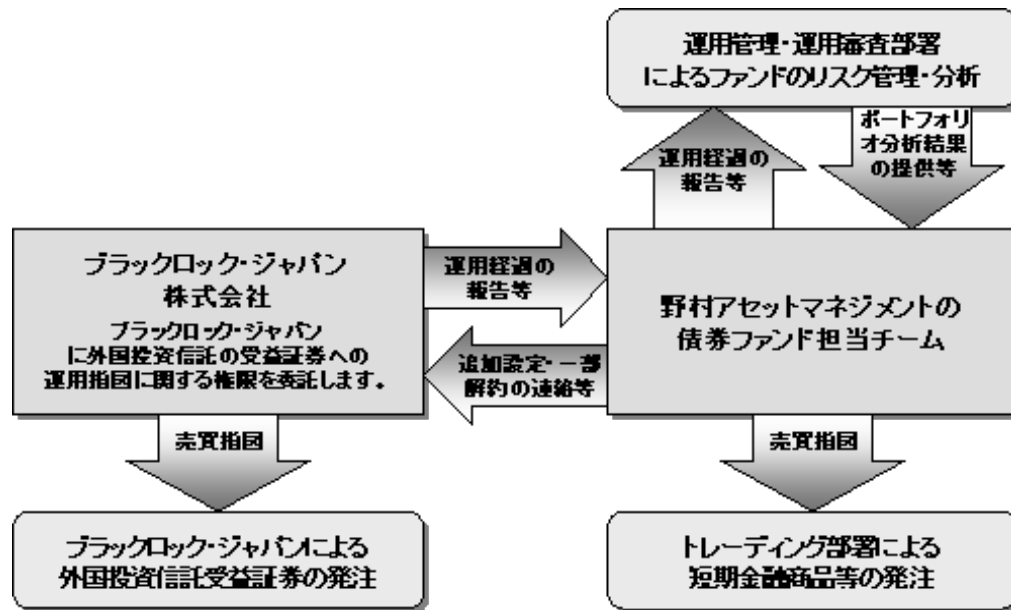 運用管理・運用審査部署
によるファンドのリスク管理・分析
運用経過の
報告等
ポートフォリ
オ分析結果
の提供等
ブラックロック・ジャパン
株式会社
ブラックロック・ジャパン
に外国投資信託の受益証券への
運用指図に関する権限を委託します。
運用経過の
報告等
追加設定・一部
解約の連絡等
野村アセットマネジメントの
債券ファンド担当チーム
売買指図
売買指図
ブラックロック・ジャパンによる
外国投資信託受益証券の発注
トレーディング部署による
短期金融商品等の発注